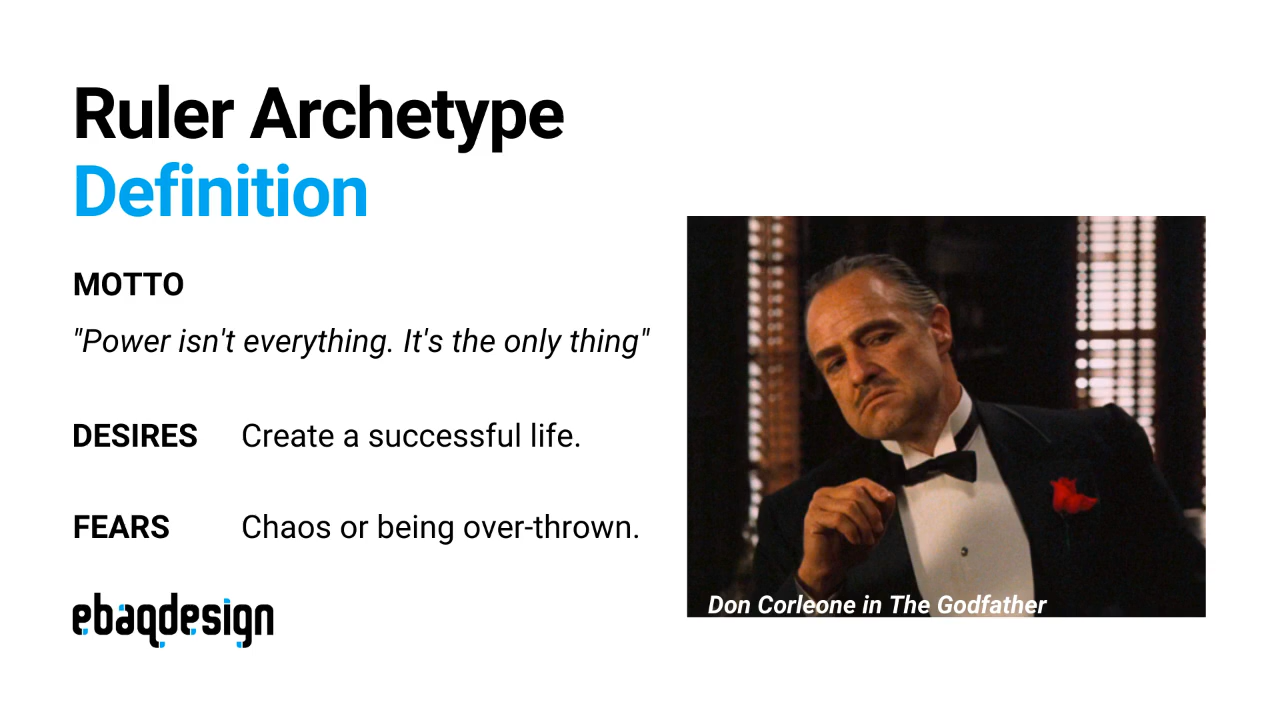 Ruler Archetype
Definition
MOTTO
"Power isn't everything. It's the only thing"
DESIRES Create a successful life.
FEARS Chaos or being over-thrown.
ebaqdesign
Don Corleone in The Godfather